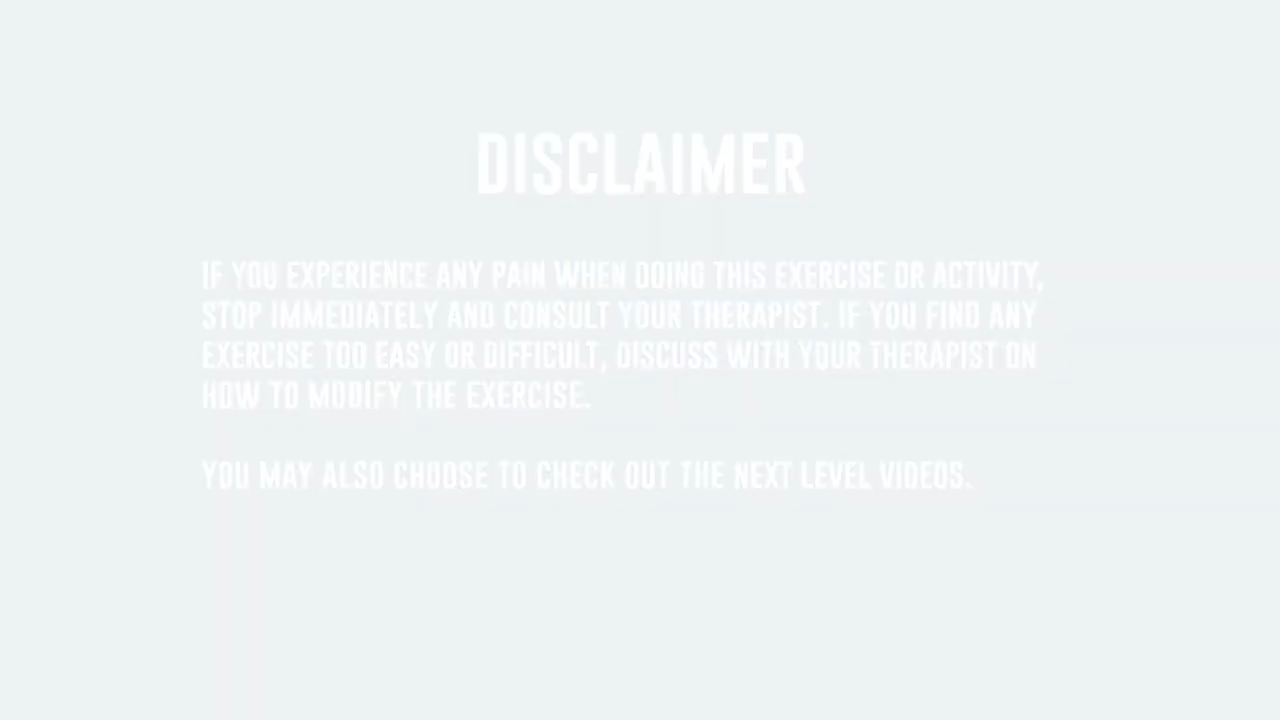 DISCLAIMER
IF YOU EXPERIENCE ANY PAIN WHEN DOING THIS EXERCISE OR ACTIVITY,
STOP IMMEDIATELY AND CONSULT YOUR THERAPIST. IF YOU FIND ANY
EXERCISE TOO EASY OR DIFFICULT, DISCUSS WITH YOUR THERAPIST ON
HOW TO MODIFY THE EXERCISE.
YOU MAY ALSO CHOOSE TO CHECK OUT THE NEXT LEVEL VIDEOS.